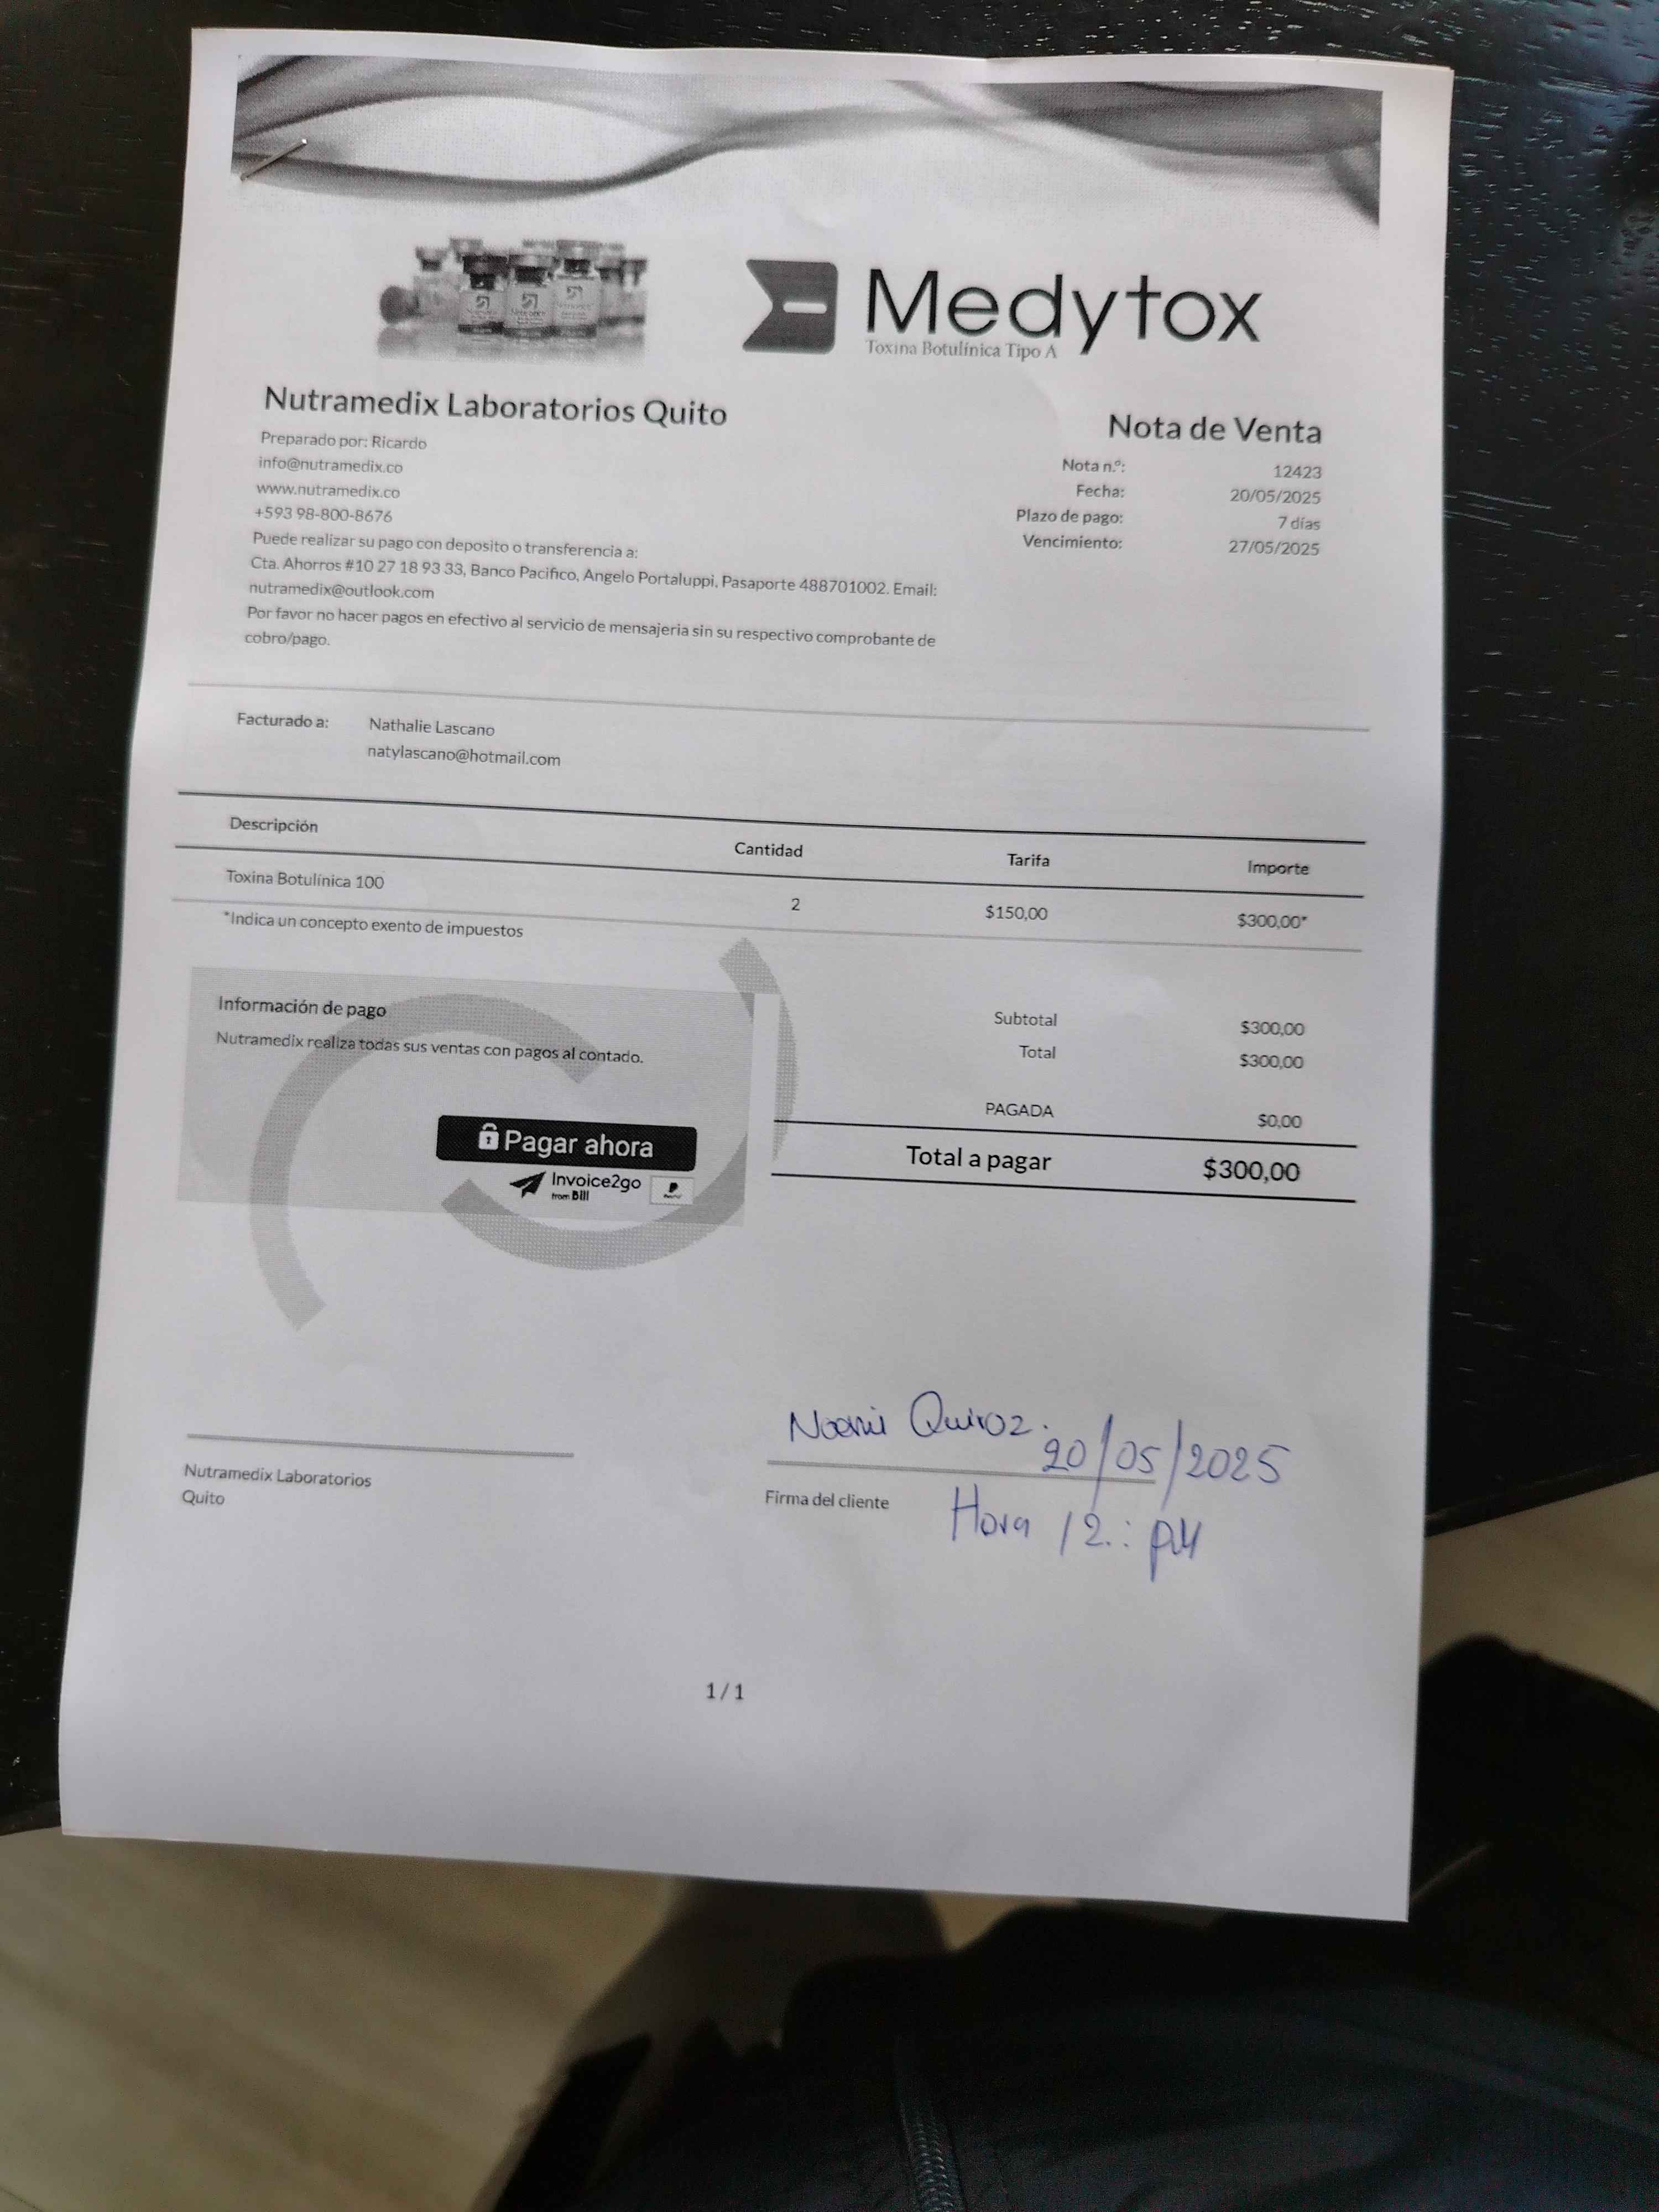 Medytox
Toxina Botulínica Tipo A
Nutramedix Laboratorios Quito
Preparado por: Ricardo
info@nutramedix.co
www.nutramedix.co
+593 98-800-8676
Puede realizar su pago con deposito o transferencia a:
Cta. Ahorros #10 27 18 93 33, Banco Pacifico, Angelo Portaluppi, Pasaporte 488701002. Email:
nutramedix@outlook.com
Por favor no hacer pagos en efectivo al servicio de mensajeria sin su respectivo comprobante de
cobro/pago.
Nota de Venta
Nota n.º: 12423
Fecha: 20/05/2025
Plazo de pago: 7 días
Vencimiento: 27/05/2025
Facturado a: Nathalie Lascano
natylascano@hotmail.com
Descripción Cantidad Tarifa Importe
Toxina Botulínica 100 2 $150,00 $300,00*
*Indica un concepto exento de impuestos
Información de pago
Nutramedix realiza todas sus ventas con pagos al contado.
Pagar ahora
Invoice2go
from Bill
PayPal
Subtotal $300,00
Total $300,00
PAGADA $0,00
Total a pagar $300,00
Noemi Quiroz.
20/05/2025
Nutramedix Laboratorios
Quito
Firma del cliente
Hora 12.: PM
1 / 1